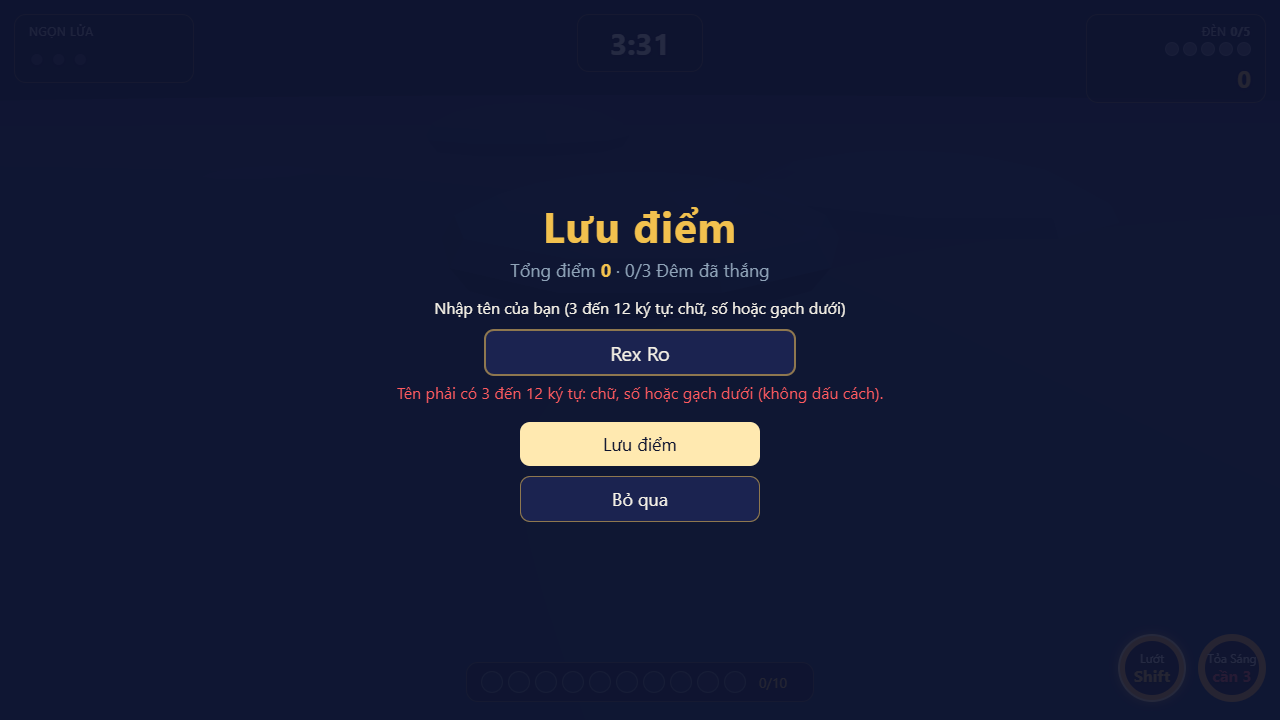 NGỌN LỬA
3:31
ĐÈN 0/5
0
Lưu điểm
Tổng điểm 0 · 0/3 Đêm đã thắng
Nhập tên của bạn (3 đến 12 ký tự: chữ, số hoặc gạch dưới)
Rex Ro
Tên phải có 3 đến 12 ký tự: chữ, số hoặc gạch dưới (không dấu cách).
Lưu điểm
Bỏ qua
0/10
Lướt
Shift
Tỏa Sáng
cần 3